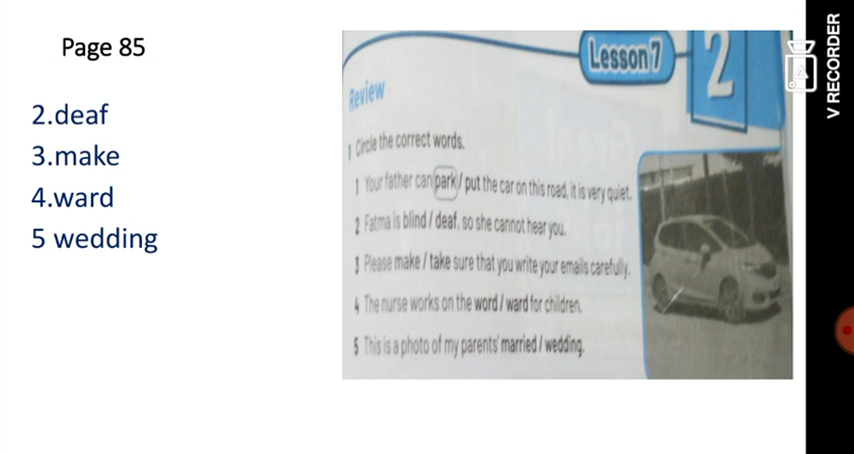 Page 85
2.deaf
3.make
4.ward
5 wedding
Lesson 7
2
Review
1 Circle the correct words.
1 Your father can park / put the car on this road, it is very quiet.
2 Fatma is blind / deaf, so she cannot hear you.
3 Please make / take sure that you write your emails carefully.
4 The nurse works on the word / ward for children.
5 This is a photo of my parents' married / wedding.
V RECORDER